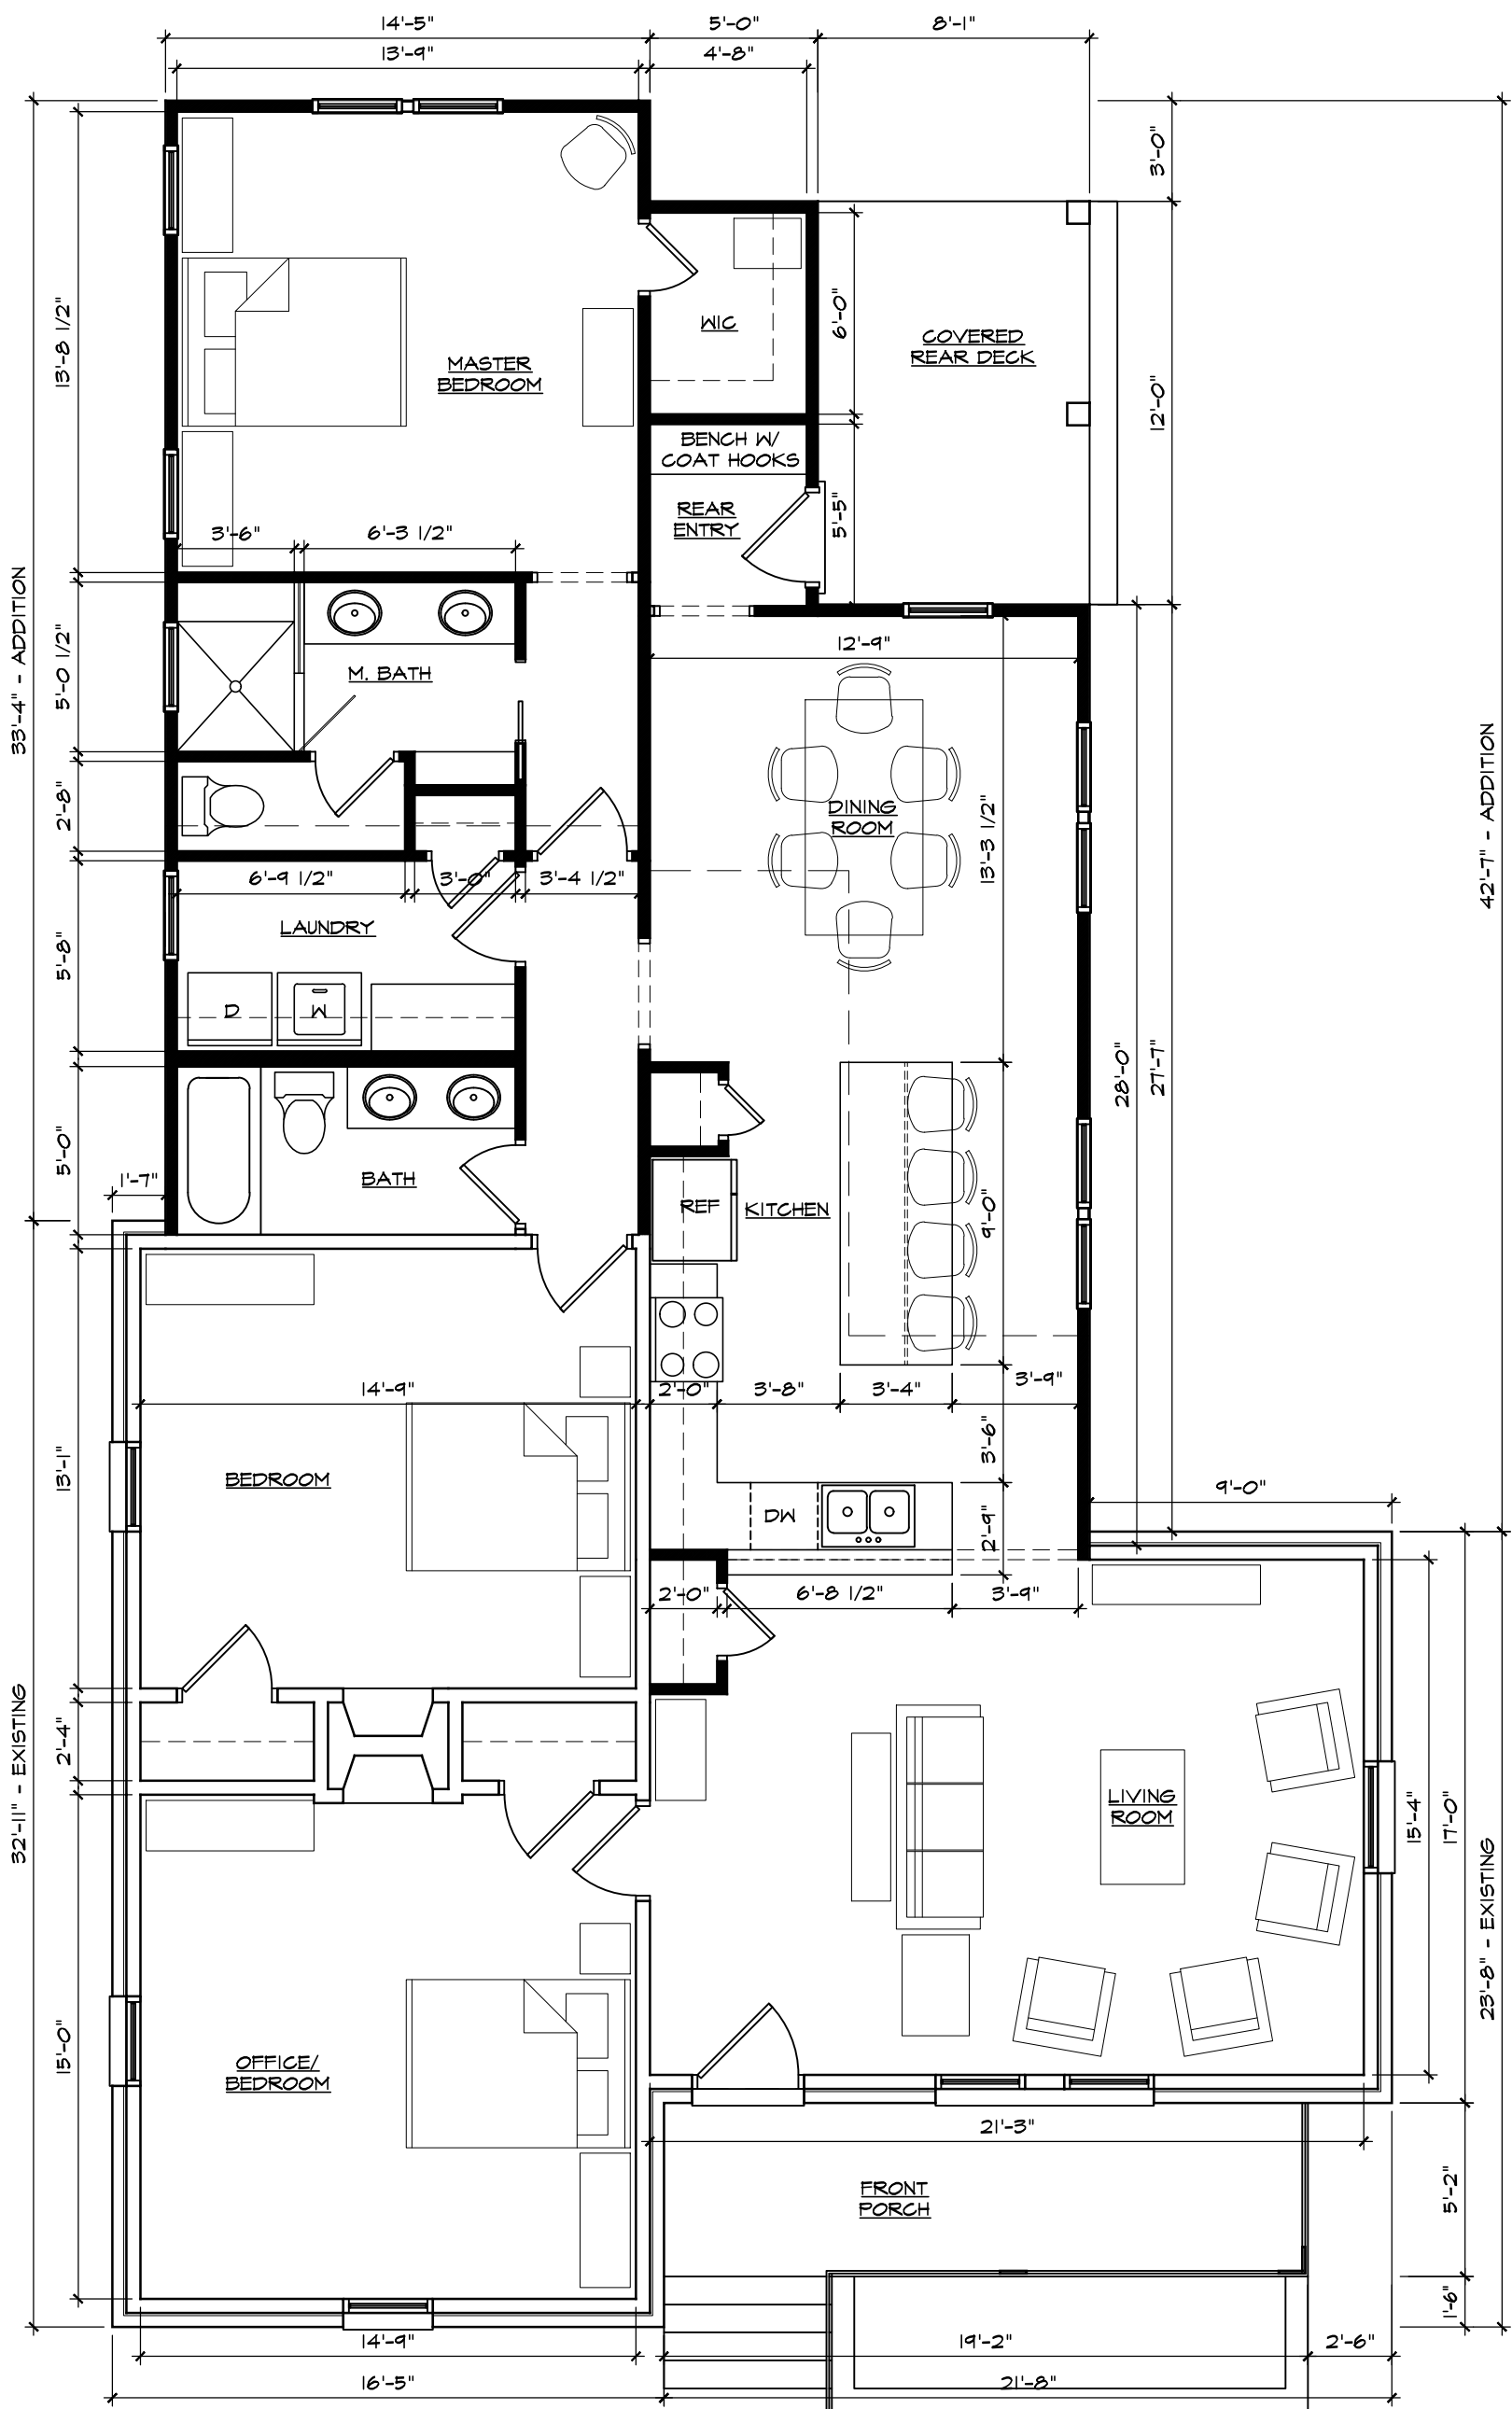 14'-5"
5'-0"
8'-1"
13'-9"
4'-8"
3'-0"
13'-8 1/2"
6'-0"
WIC
COVERED
REAR DECK
MASTER
BEDROOM
12'-0"
BENCH W/
COAT HOOKS
REAR
ENTRY
5'-5"
3'-6"
6'-3 1/2"
33'-4" - ADDITION
5'-0 1/2"
M. BATH
12'-9"
42'-7" - ADDITION
2'-8"
DINING
ROOM
13'-3 1/2"
6'-9 1/2"
3'-0"
3'-4 1/2"
LAUNDRY
5'-8"
D
W
28'-0"
27'-7"
5'-0"
1'-7"
BATH
REF
KITCHEN
9'-0"
14'-9"
2'-0"
3'-8"
3'-4"
3'-9"
13'-1"
BEDROOM
3'-6"
9'-0"
DW
2'-9"
2'-0"
6'-8 1/2"
3'-9"
2'-4"
32'-11" - EXISTING
LIVING
ROOM
15'-4"
17'-0"
23'-8" - EXISTING
15'-0"
OFFICE/
BEDROOM
21'-3"
FRONT
PORCH
5'-2"
1'-6"
14'-9"
19'-2"
2'-6"
16'-5"
21'-8"